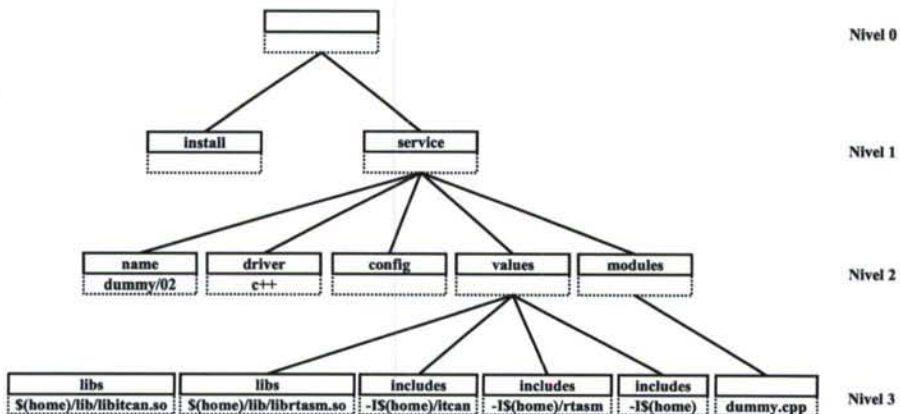 Nivel 0
install
service
Nivel 1
name
driver
config
values
modules
dummy/02
c++
Nivel 2
libs
libs
includes
includes
includes
$(home)/lib/libitcan.so
$(home)/lib/librtasm.so
-I$(home)/itcan
-I$(home)/rtasm
-I$(home)
dummy.cpp
Nivel 3